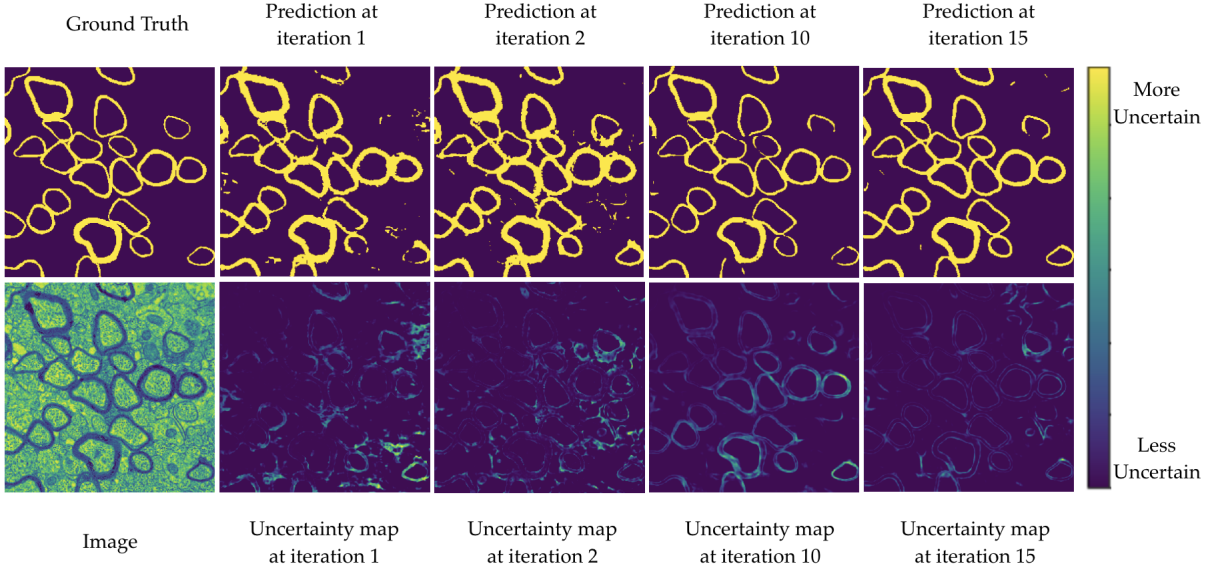 Ground Truth
Prediction at
iteration 1
Prediction at
iteration 2
Prediction at
iteration 10
Prediction at
iteration 15
More
Uncertain
Less
Uncertain
Image
Uncertainty map
at iteration 1
Uncertainty map
at iteration 2
Uncertainty map
at iteration 10
Uncertainty map
at iteration 15